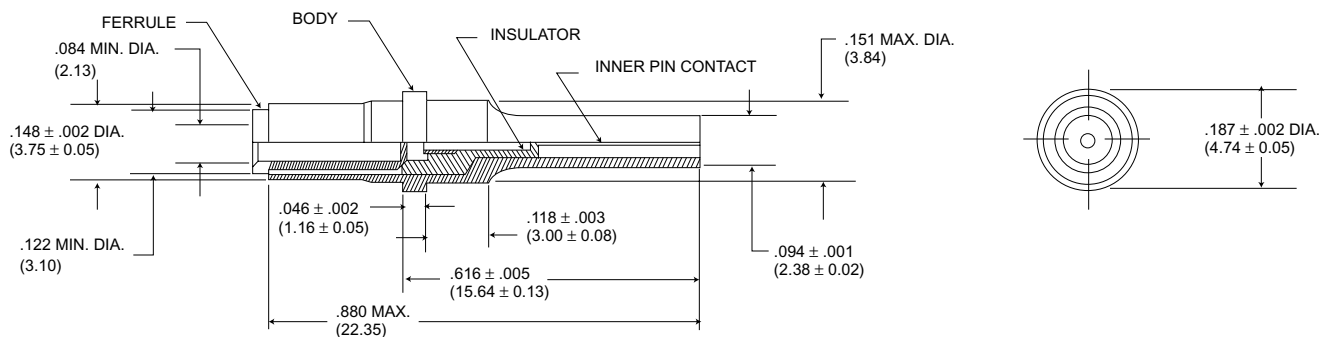 FERRULE
BODY
.084 MIN. DIA.
(2.13)
INSULATOR
INNER PIN CONTACT
.151 MAX. DIA.
(3.84)
.148 ± .002 DIA.
(3.75 ± 0.05)
.187 ± .002 DIA.
(4.74 ± 0.05)
.046 ± .002
(1.16 ± 0.05)
.118 ± .003
(3.00 ± 0.08)
.122 MIN. DIA.
(3.10)
.094 ± .001
(2.38 ± 0.02)
.616 ± .005
(15.64 ± 0.13)
.880 MAX.
(22.35)